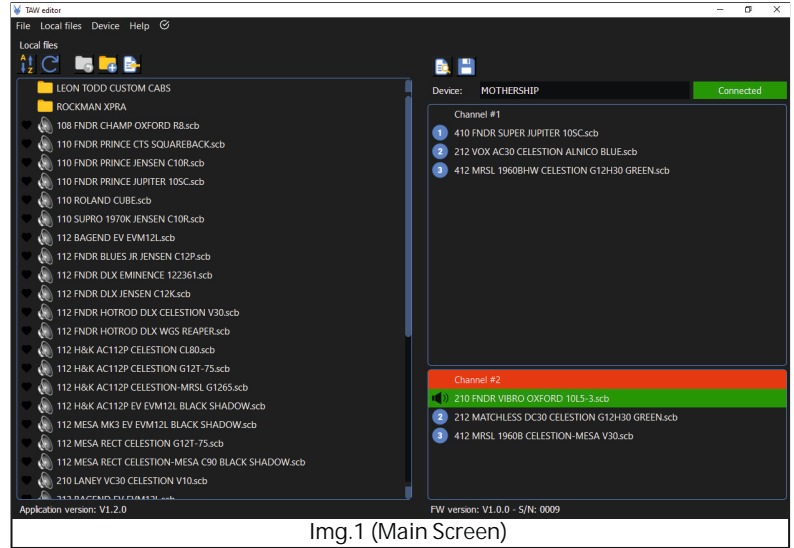 TAW editor
File Local files Device Help
Local files
LEON TODD CUSTOM CABS
ROCKMAN XPRA
108 FNDR CHAMP OXFORD R8.scb
110 FNDR PRINCE CTS SQUAREBACK.scb
110 FNDR PRINCE JENSEN C10R.scb
110 FNDR PRINCE JUPITER 10SC.scb
110 ROLAND CUBE.scb
110 SUPRO 1970K JENSEN C10R.scb
112 BAGEND EV EVM12L.scb
112 FNDR BLUES JR JENSEN C12P.scb
112 FNDR DLX EMINENCE 122361.scb
112 FNDR DLX JENSEN C12K.scb
112 FNDR HOTROD DLX CELESTION V30.scb
112 FNDR HOTROD DLX WGS REAPER.scb
112 H&K AC112P CELESTION CL80.scb
112 H&K AC112P CELESTION G12T-75.scb
112 H&K AC112P CELESTION-MRSL G1265.scb
112 H&K AC112P EV EVM12L BLACK SHADOW.scb
112 MESA MK3 EV EVM12L BLACK SHADOW.scb
112 MESA RECT CELESTION G12T-75.scb
112 MESA RECT CELESTION-MESA C90 BLACK SHADOW.scb
210 LANEY VC30 CELESTION V10.scb
212 BAGEND EV EVM12L.scb
Application version: V1.2.0
Device: MOTHERSHIP Connected
Channel #1
1 410 FNDR SUPER JUPITER 10SC.scb
2 212 VOX AC30 CELESTION ALNICO BLUE.scb
3 412 MRSL 1960BHW CELESTION G12H30 GREEN.scb
Channel #2
210 FNDR VIBRO OXFORD 10L5-3.scb
2 212 MATCHLESS DC30 CELESTION G12H30 GREEN.scb
3 412 MRSL 1960B CELESTION-MESA V30.scb
FW version: V1.0.0 - S/N: 0009
Img.1 (Main Screen)